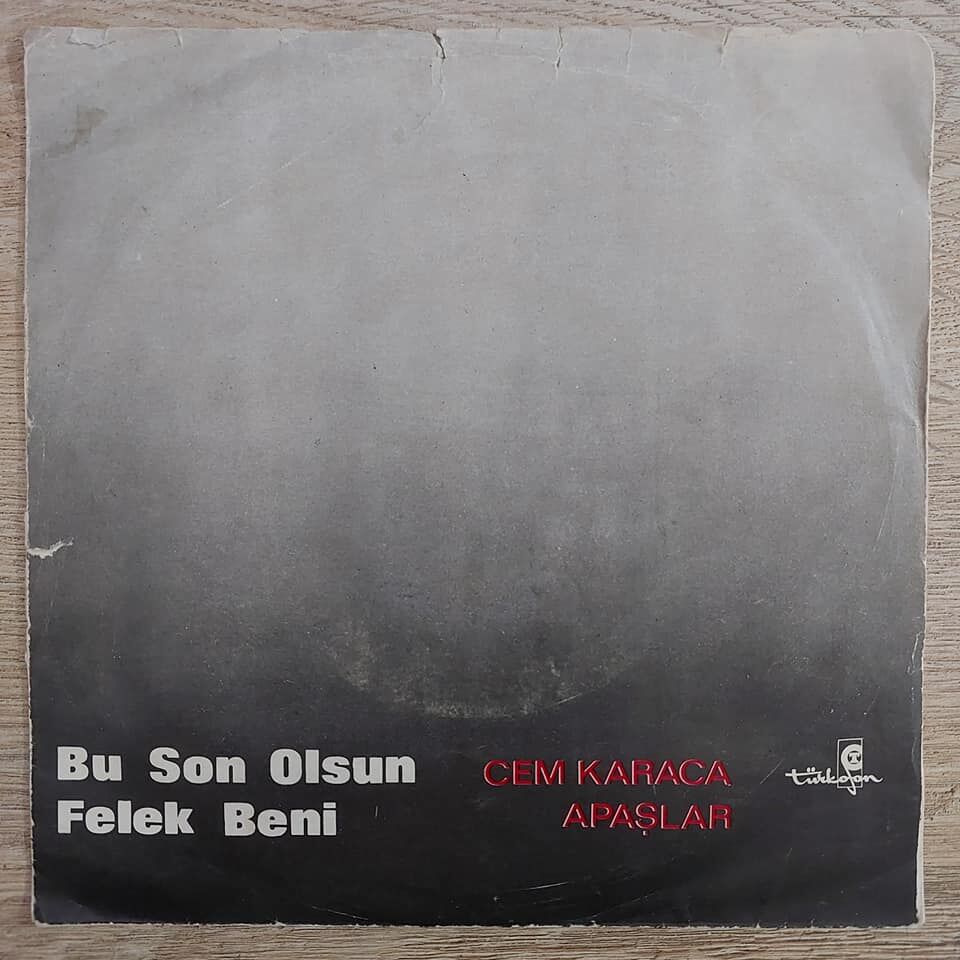 Bu Son Olsun
Felek Beni
CEM KARACA
APAŞLAR
türkofon